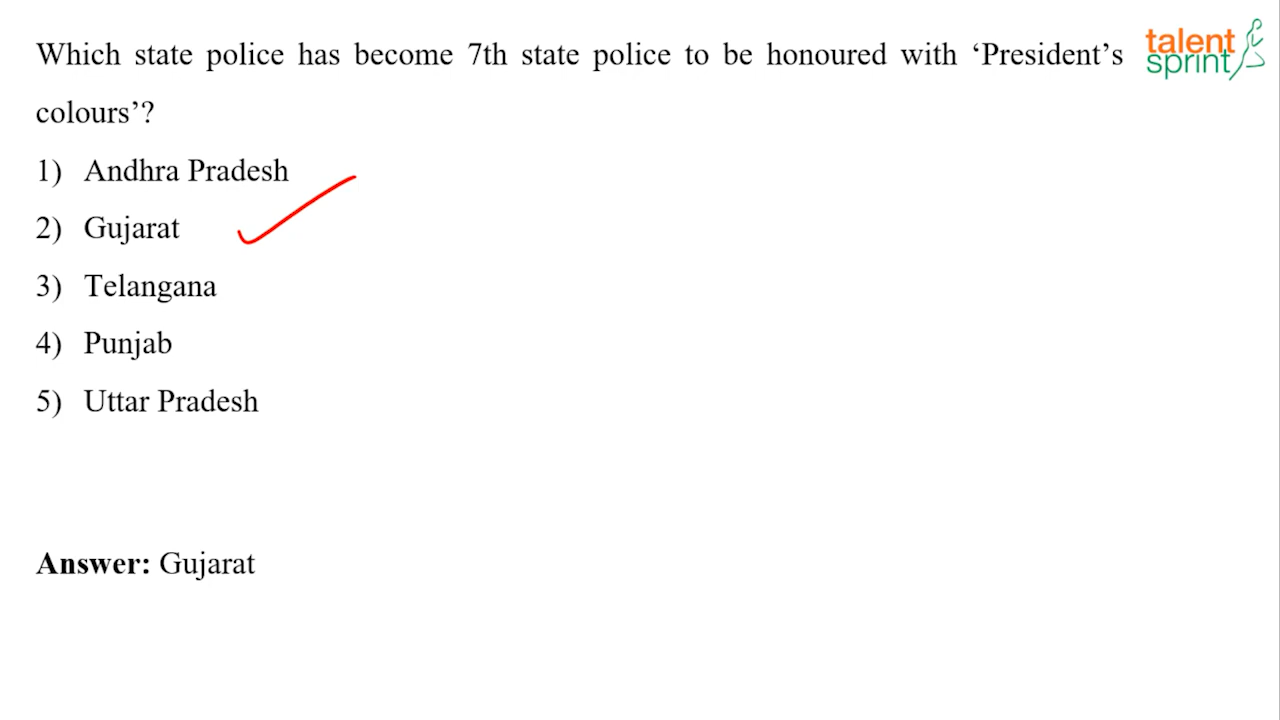 Which state police has become 7th state police to be honoured with ‘President’s
colours’?
1) Andhra Pradesh
2) Gujarat
3) Telangana
4) Punjab
5) Uttar Pradesh
Answer: Gujarat
talent
sprint